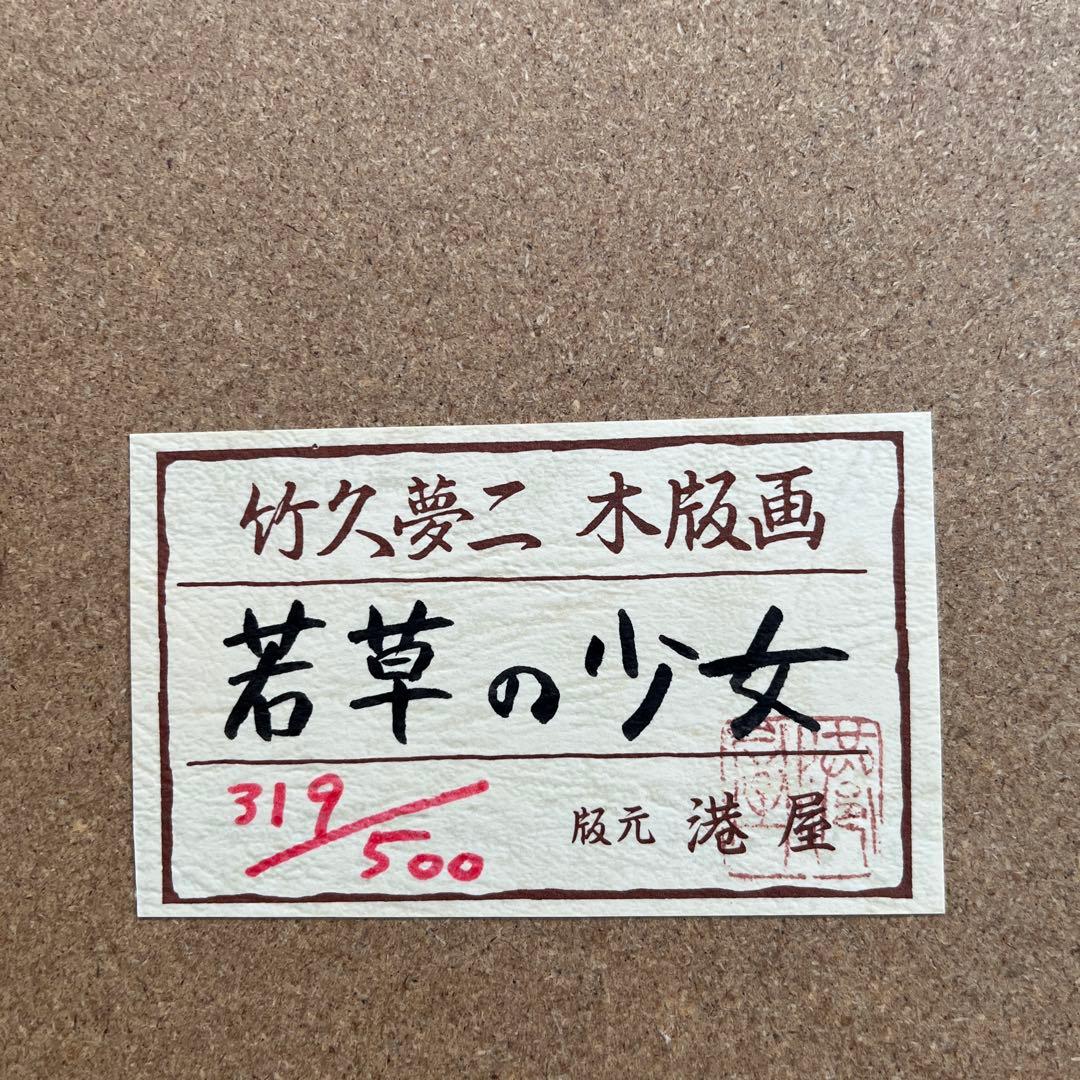 竹久夢二 木版画
若草の少女
319/500
版元 港屋